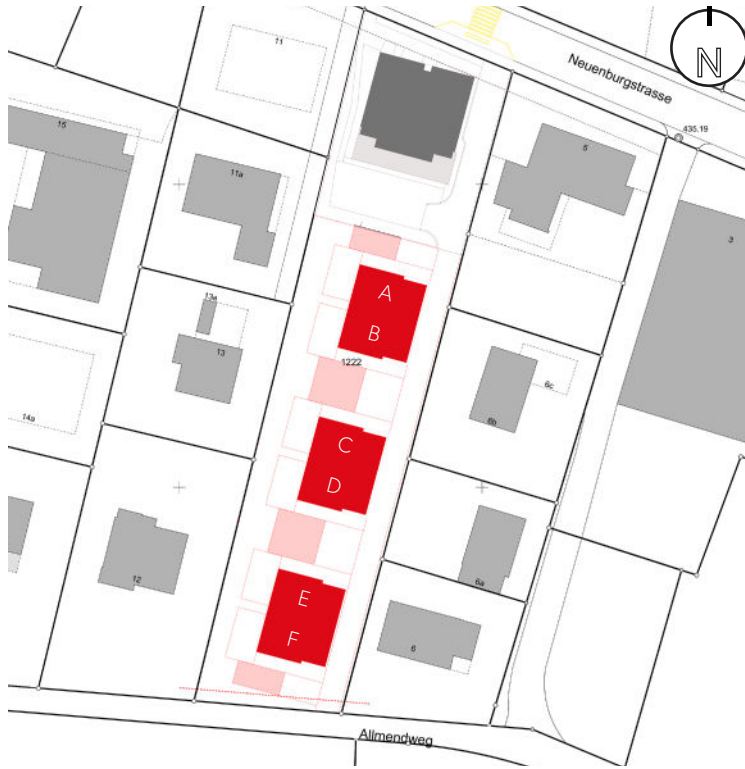 11
Neuenburgstrasse
N
435.19
15
5
11a
3
A
13a
B
13
1222
6c
14a
6b
C
D
12
6a
E
F
6
Allmendweg